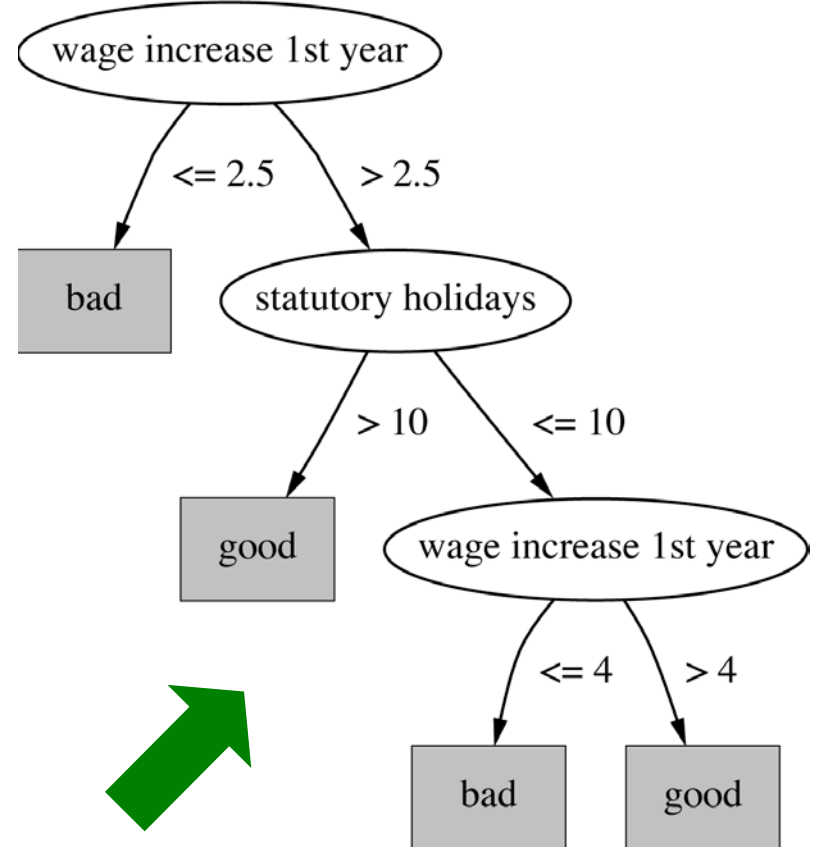 wage increase 1st year
<= 2.5
> 2.5
bad
statutory holidays
> 10
<= 10
good
wage increase 1st year
<= 4
> 4
bad
good